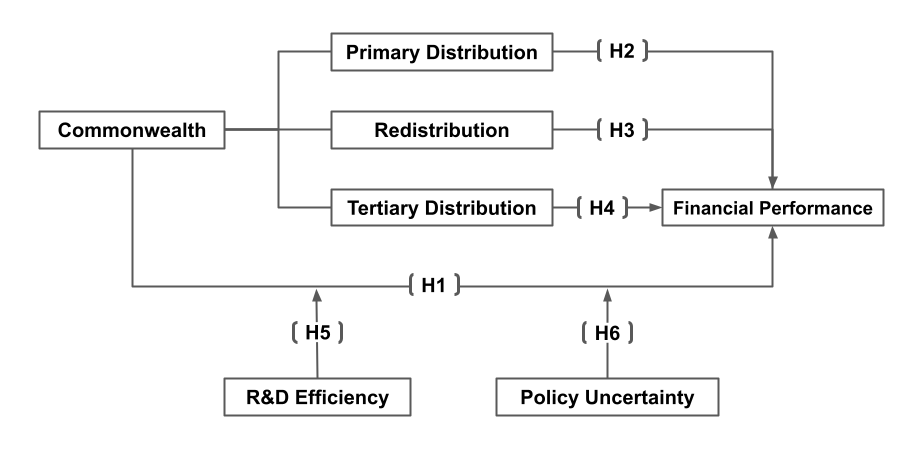 Primary Distribution
H2
Commonwealth
Redistribution
H3
Tertiary Distribution
H4
Financial Performance
H1
H5
H6
R&D Efficiency
Policy Uncertainty